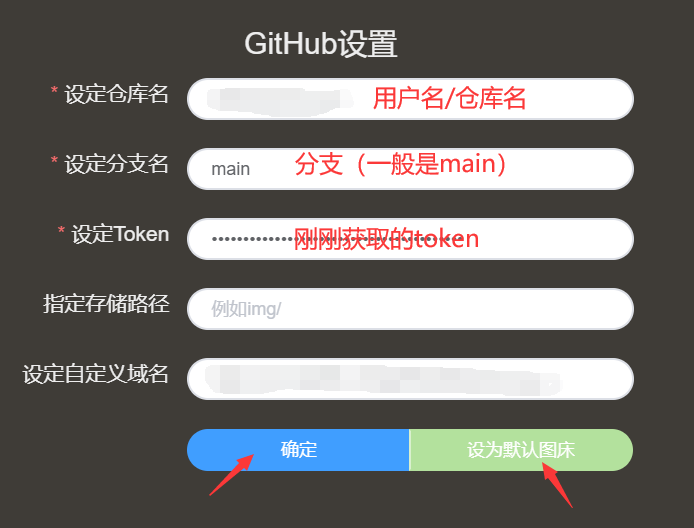 GitHub设置
* 设定仓库名 用户名/仓库名
* 设定分支名 main 分支（一般是main）
* 设定Token 刚刚获取的token
指定存储路径 例如img/
设定自定义域名
确定 设为默认图床